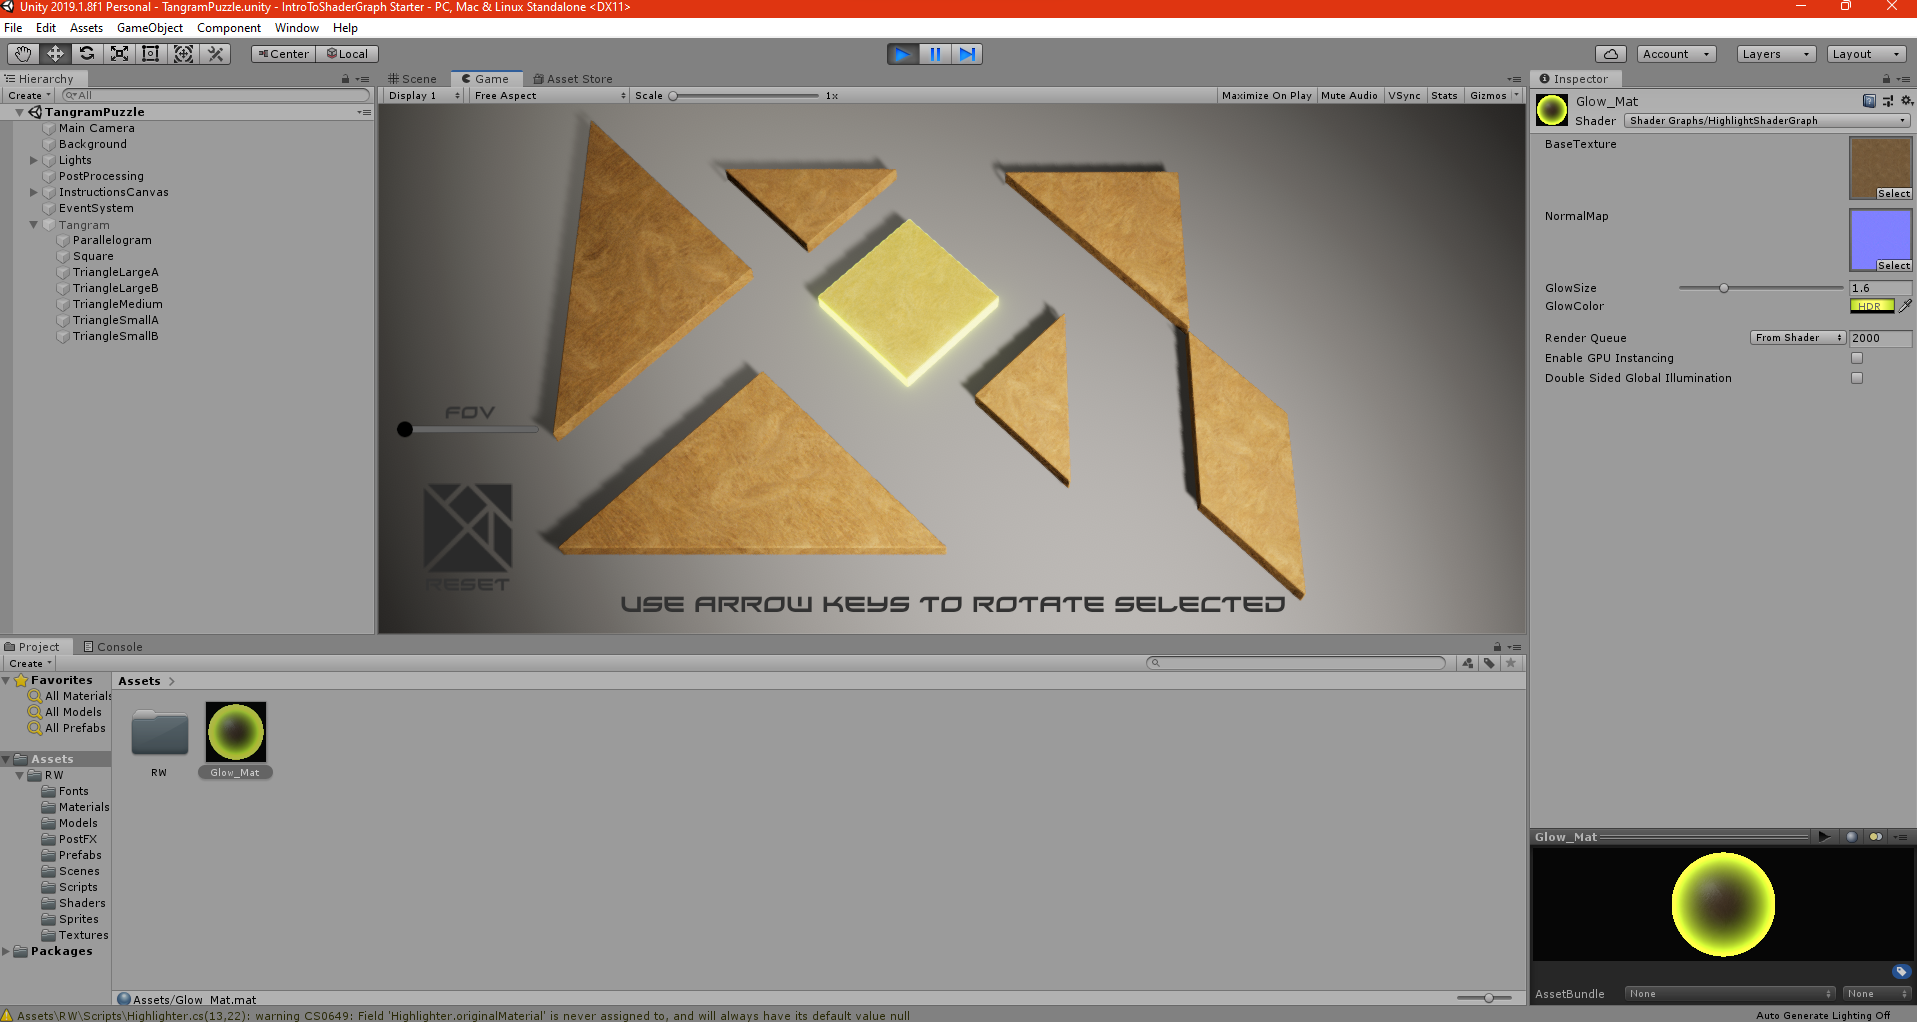 Unity 2019.1.8f1 Personal - TangramPuzzle.unity - IntroToShaderGraph Starter - PC, Mac & Linux Standalone <DX11>
File Edit Assets GameObject Component Window Help
Center Local Account Layers Layout
Hierarchy
Create All
TangramPuzzle
Main Camera
Background
Lights
PostProcessing
InstructionsCanvas
EventSystem
Tangram
Parallelogram
Square
TriangleLargeA
TriangleLargeB
TriangleMedium
TriangleSmallA
TriangleSmallB
Scene Game Asset Store
Display 1 Free Aspect Scale 1x Maximize On Play Mute Audio VSync Stats Gizmos
FOV
RESET
USE ARROW KEYS TO ROTATE SELECTED
Inspector
Glow_Mat
Shader Shader Graphs/HighlightShaderGraph
BaseTexture
Select
NormalMap
Select
GlowSize 1.6
GlowColor HDR
Render Queue From Shader 2000
Enable GPU Instancing
Double Sided Global Illumination
Project Console
Create
Favorites
All Materials
All Models
All Prefabs
Assets
RW
Fonts
Materials
Models
PostFX
Prefabs
Scenes
Scripts
Shaders
Sprites
Textures
Packages
Assets
RW Glow_Mat
Assets/Glow_Mat.mat
Glow_Mat
AssetBundle None None
Assets\RW\Scripts\Highlighter.cs(13,22): warning CS0649: Field 'Highlighter.originalMaterial' is never assigned to, and will always have its default value null
Auto Generate Lighting Off